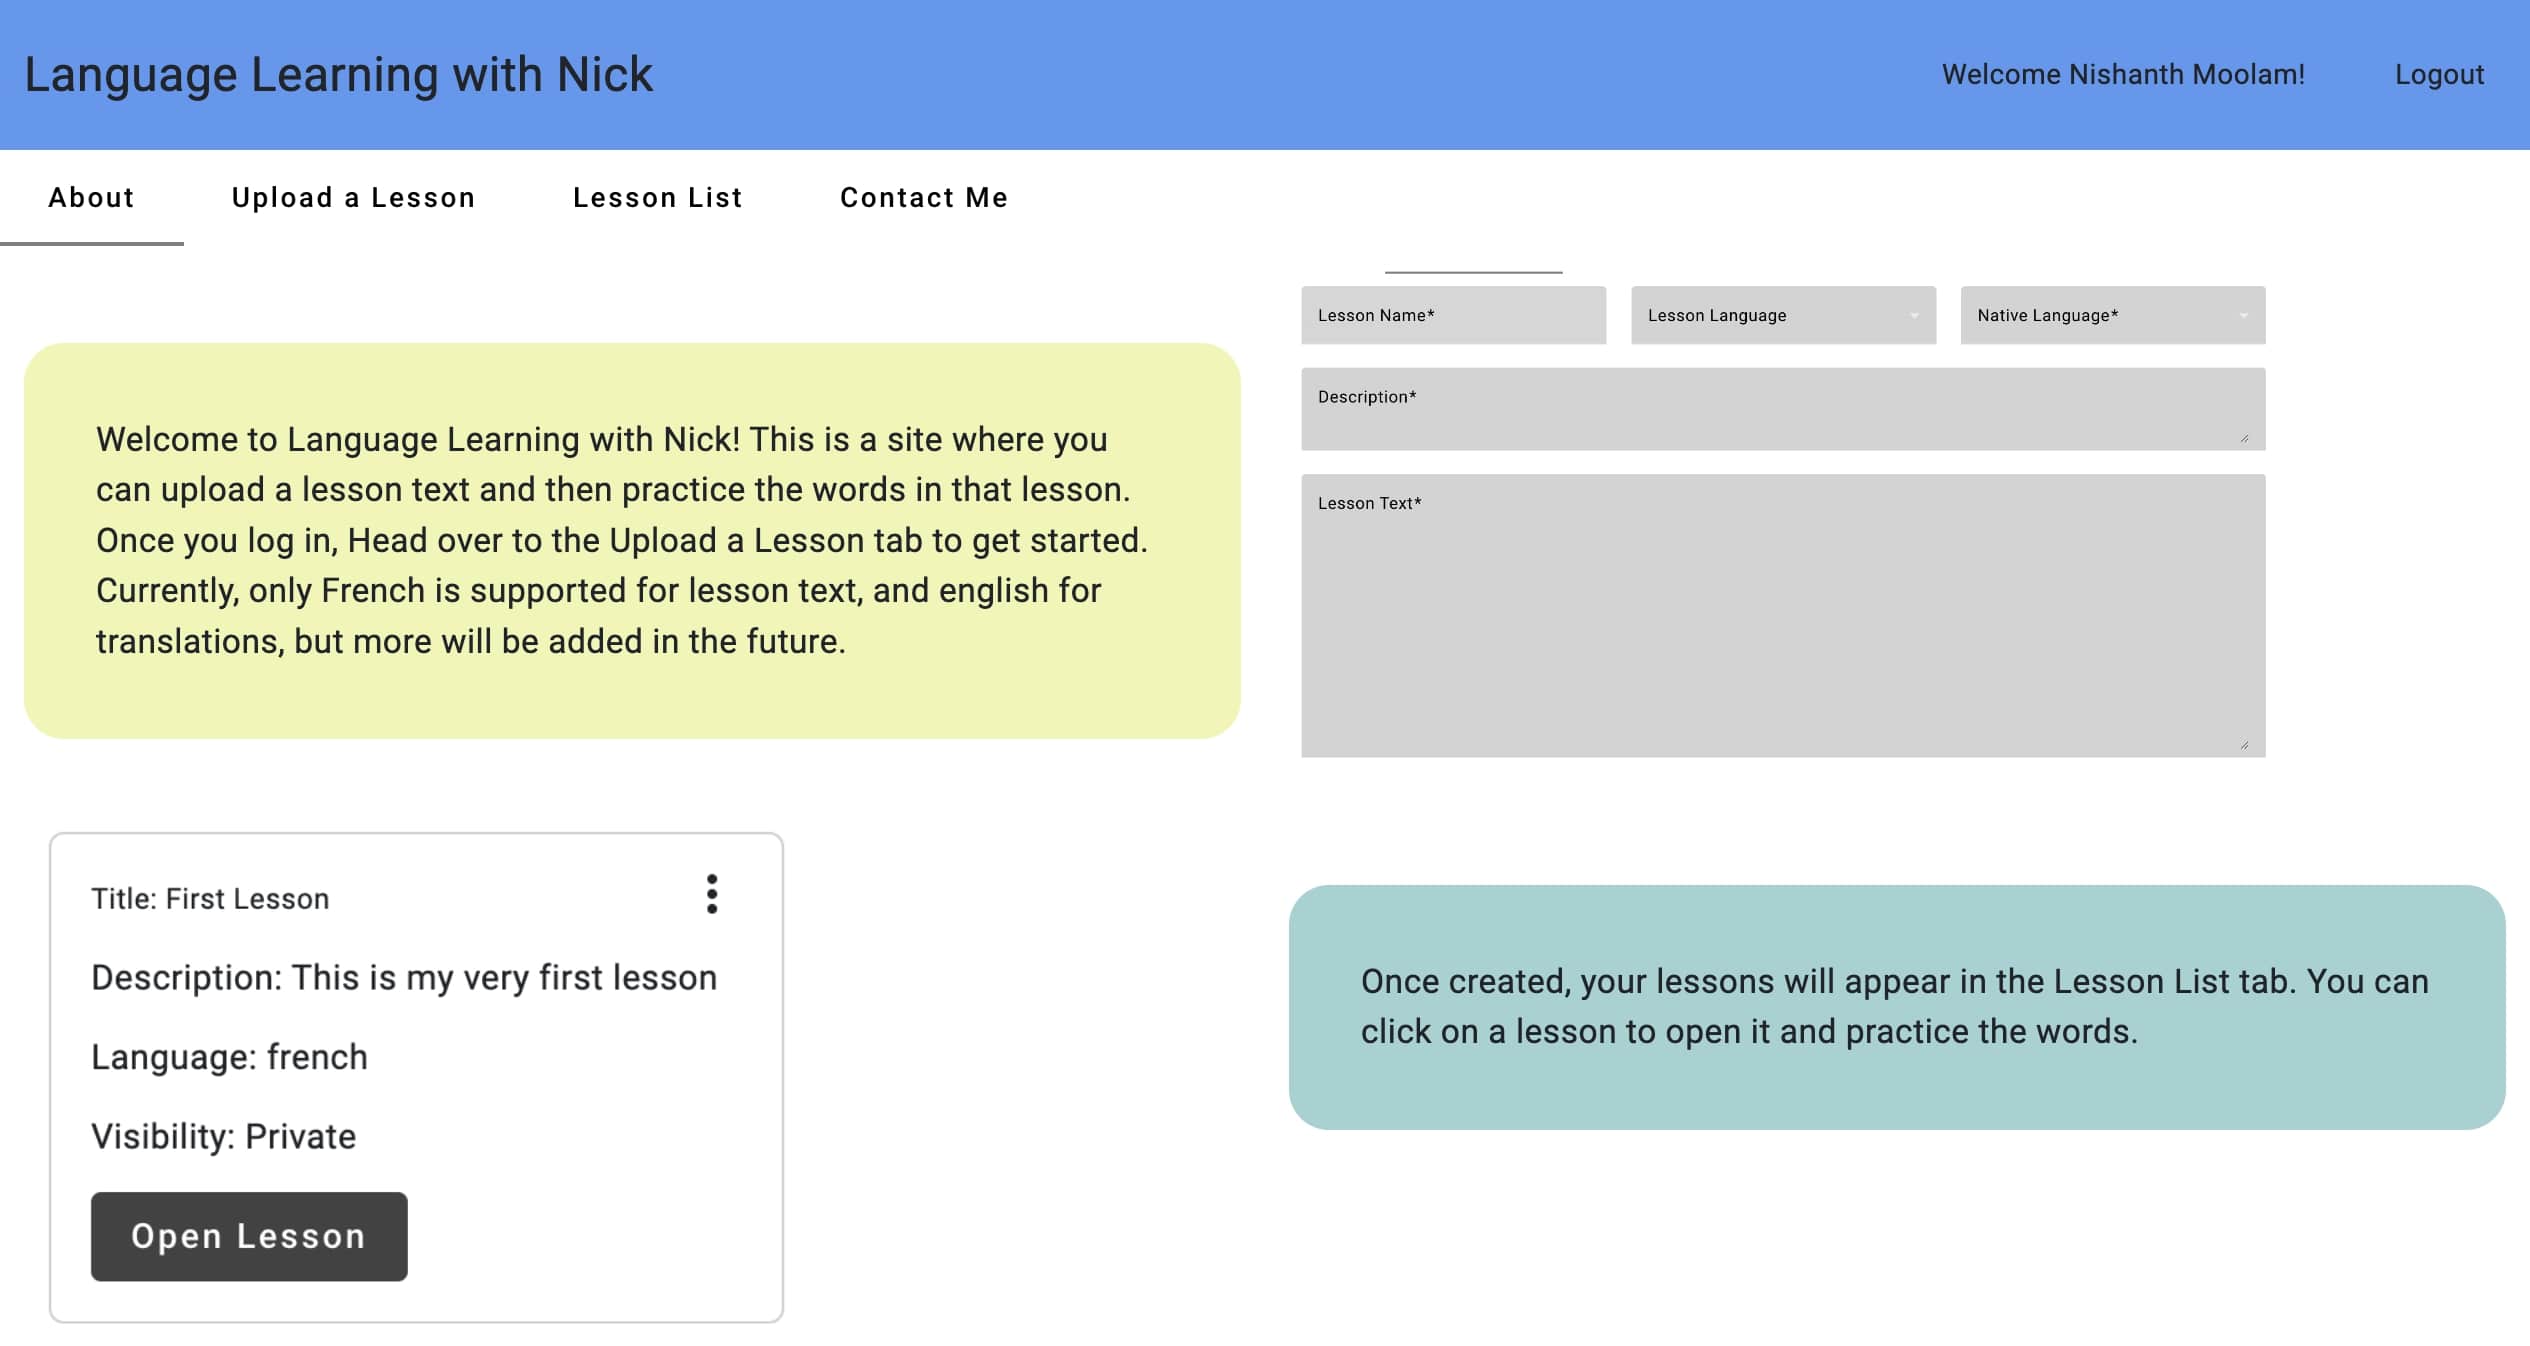 Language Learning with Nick
Welcome Nishanth Moolam!
Logout
About
Upload a Lesson
Lesson List
Contact Me
Welcome to Language Learning with Nick! This is a site where you
can upload a lesson text and then practice the words in that lesson.
Once you log in, Head over to the Upload a Lesson tab to get started.
Currently, only French is supported for lesson text, and english for
translations, but more will be added in the future.
Lesson Name*
Lesson Language
Native Language*
Description*
Lesson Text*
Title: First Lesson
Description: This is my very first lesson
Language: french
Visibility: Private
Open Lesson
Once created, your lessons will appear in the Lesson List tab. You can
click on a lesson to open it and practice the words.